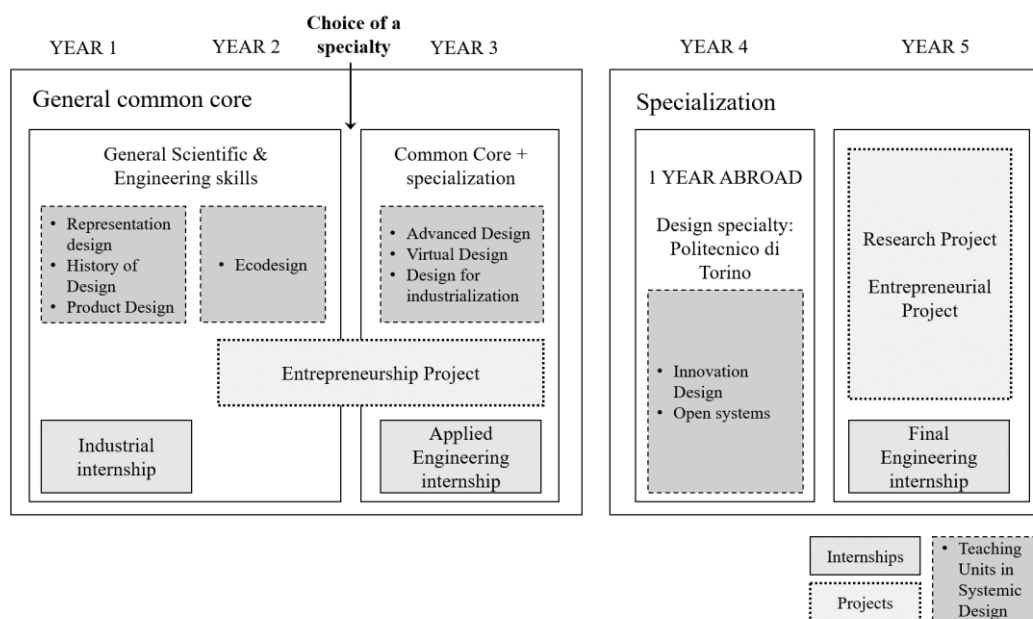 Choice of a
specialty
YEAR 1
YEAR 2
YEAR 3
YEAR 4
YEAR 5
General common core
General Scientific &
Engineering skills
• Representation
design
• History of
Design
• Product Design
• Ecodesign
Common Core +
specialization
• Advanced Design
• Virtual Design
• Design for
industrialization
Entrepreneurship Project
Industrial
internship
Applied
Engineering
internship
Specialization
1 YEAR ABROAD
Design specialty:
Politecnico di
Torino
• Innovation
Design
• Open systems
Research Project
Entrepreneurial
Project
Final
Engineering
internship
Internships
Projects
• Teaching
Units in
Systemic
Design